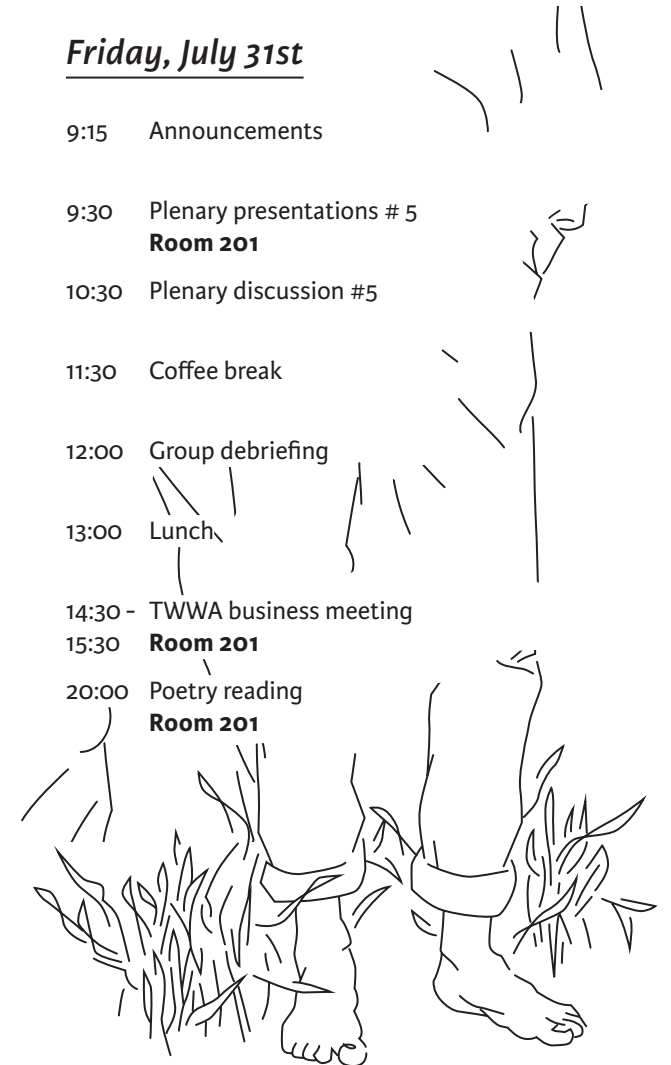 Friday, July 31st
9:15 Announcements
9:30 Plenary presentations # 5
Room 201
10:30 Plenary discussion #5
11:30 Coffee break
12:00 Group debriefing
13:00 Lunch
14:30 - TWWA business meeting
15:30 Room 201
20:00 Poetry reading
Room 201